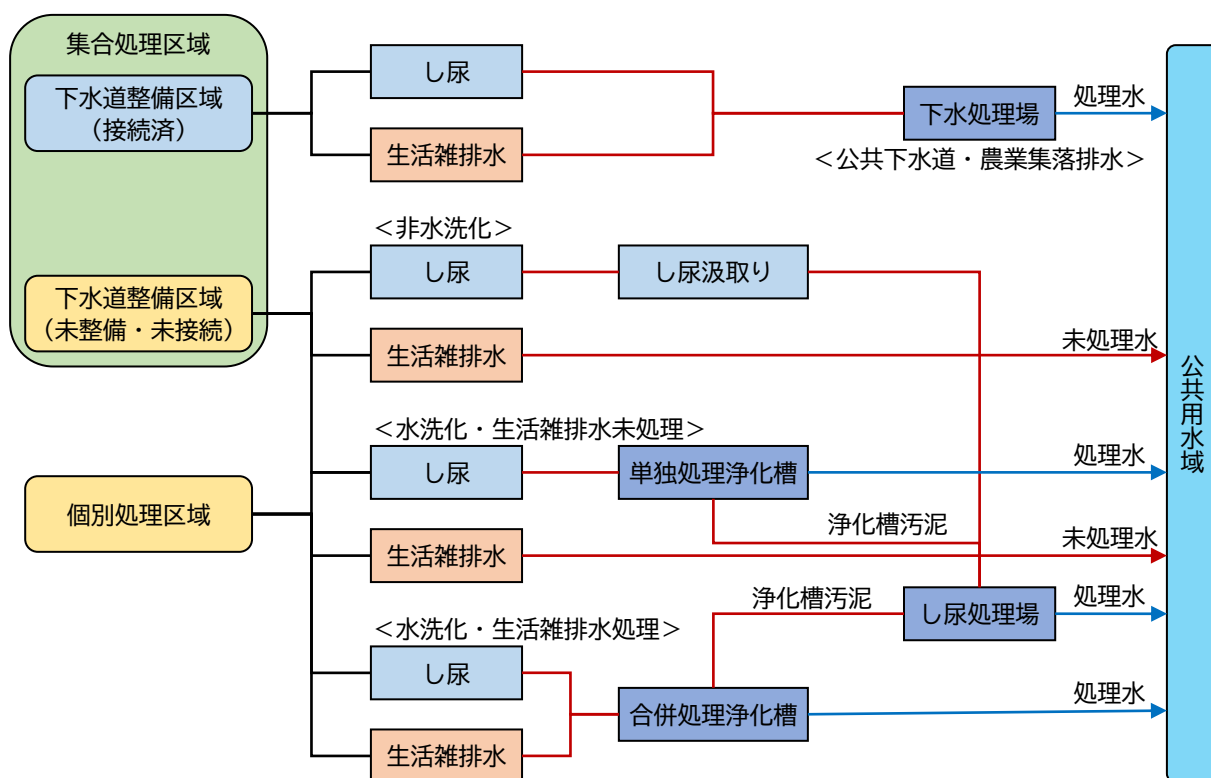 集合処理区域
下水道整備区域
（接続済）
し尿
生活雑排水
下水処理場
処理水
＜公共下水道・農業集落排水＞
下水道整備区域
（未整備・未接続）
＜非水洗化＞
し尿
し尿汲取り
生活雑排水
未処理水
個別処理区域
＜水洗化・生活雑排水未処理＞
し尿
単独処理浄化槽
処理水
浄化槽汚泥
生活雑排水
未処理水
浄化槽汚泥
し尿処理場
処理水
＜水洗化・生活雑排水処理＞
し尿
生活雑排水
合併処理浄化槽
処理水
公共用水域